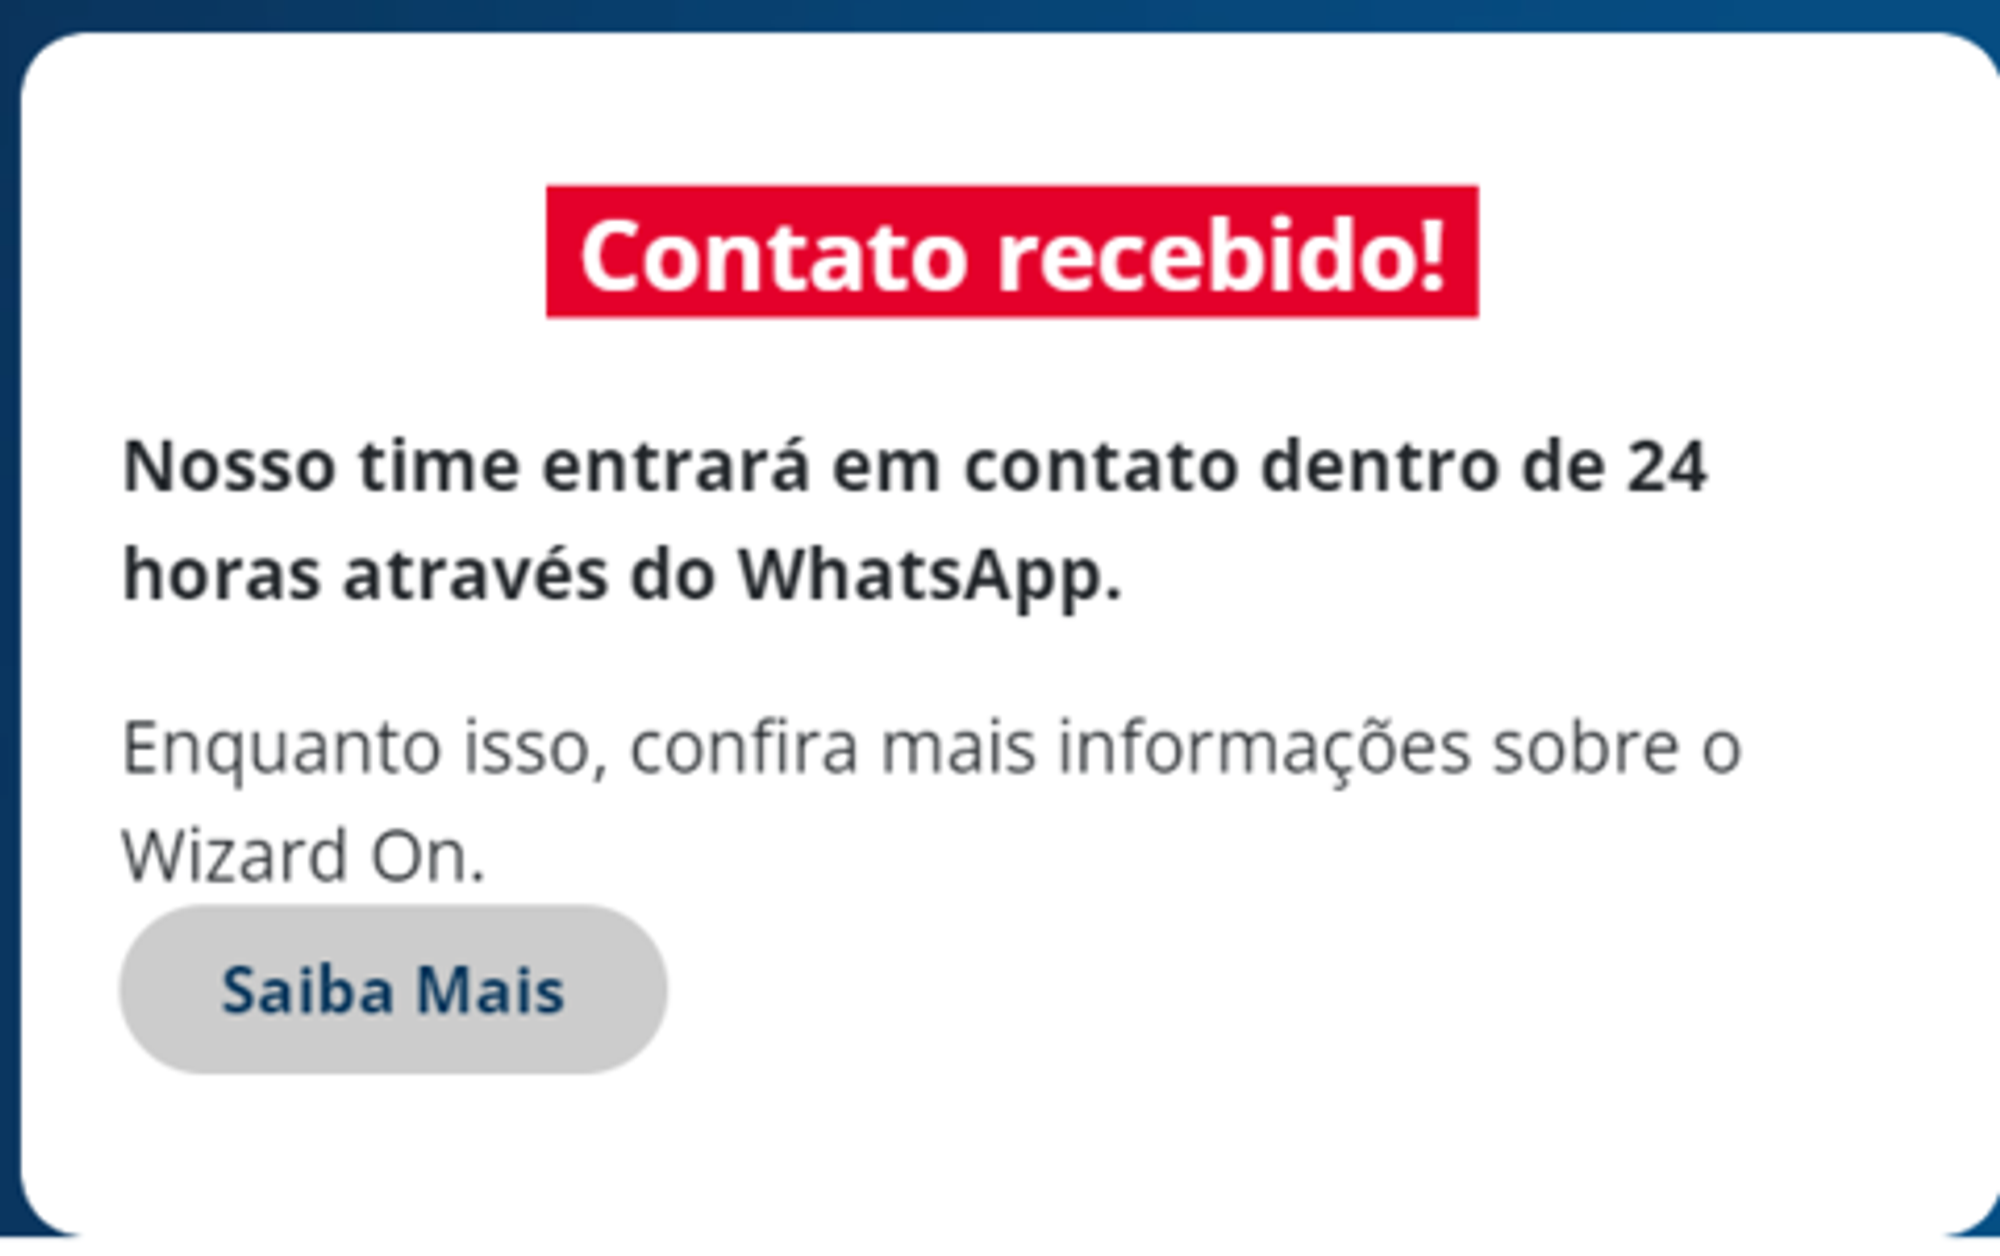 Contato recebido!
Nosso time entrará em contato dentro de 24
horas através do WhatsApp.
Enquanto isso, confira mais informações sobre o
Wizard On.
Saiba Mais